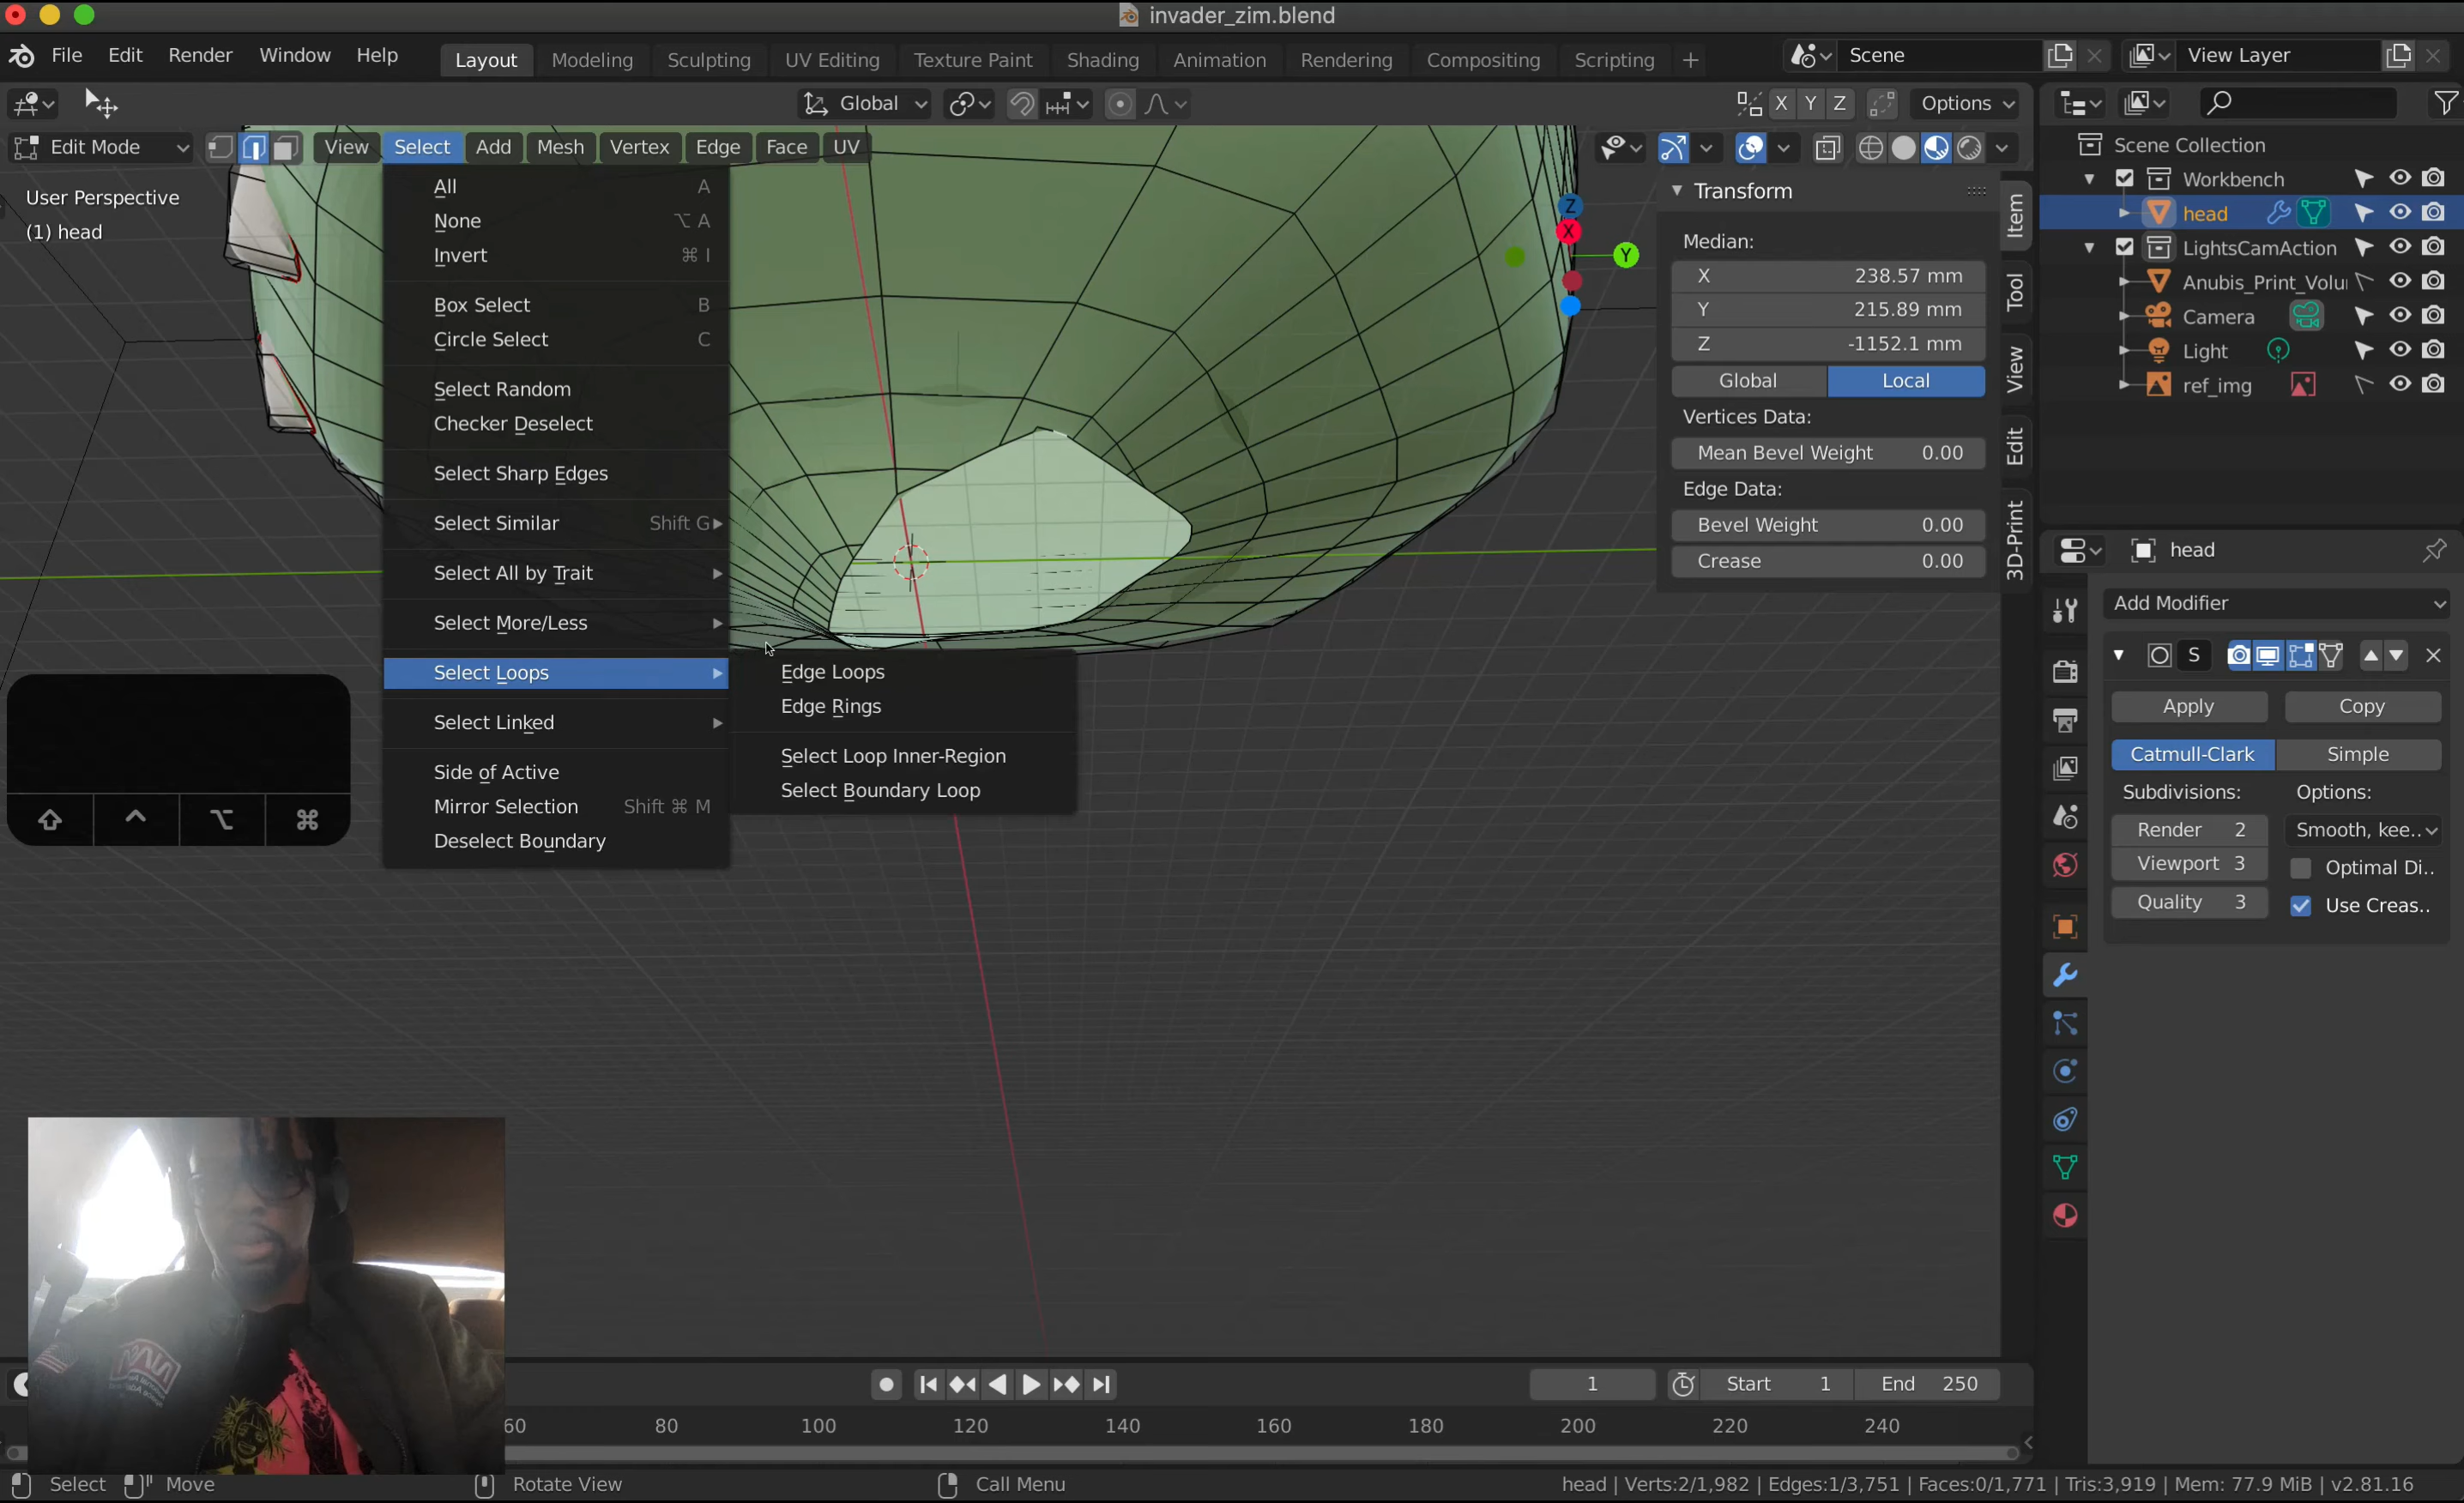 invader_zim.blend
File Edit Render Window Help Layout Modeling Sculpting UV Editing Texture Paint Shading Animation Rendering Compositing Scripting + Scene View Layer
Global X Y Z Options
Edit Mode View Select Add Mesh Vertex Edge Face UV
User Perspective
(1) head
All A
None ⌥ A
Invert ⌘ I
Box Select B
Circle Select C
Select Random
Checker Deselect
Select Sharp Edges
Select Similar Shift G
Select All by Trait
Select More/Less
Select Loops
Select Linked
Side of Active
Mirror Selection Shift ⌘ M
Deselect Boundary
Edge Loops
Edge Rings
Select Loop Inner-Region
Select Boundary Loop
Z
X
Y
Transform
Median:
X 238.57 mm
Y 215.89 mm
Z -1152.1 mm
Global Local
Vertices Data:
Mean Bevel Weight 0.00
Edge Data:
Bevel Weight 0.00
Crease 0.00
Item
Tool
View
Edit
3D-Print
Scene Collection
Workbench
head
LightsCamAction
Anubis_Print_Volu
Camera
Light
ref_img
head
Add Modifier
S
Apply Copy
Catmull-Clark Simple
Subdivisions: Options:
Render 2 Smooth, kee..
Viewport 3 Optimal Di..
Quality 3 Use Creas..
1 Start 1 End 250
60 80 100 120 140 160 180 200 220 240
Select Move Rotate View Call Menu head | Verts:2/1,982 | Edges:1/3,751 | Faces:0/1,771 | Tris:3,919 | Mem: 77.9 MiB | v2.81.16